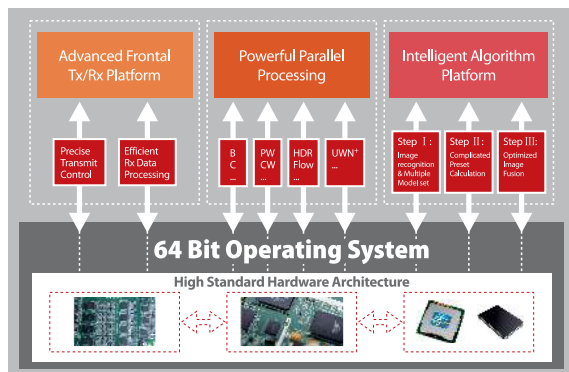 Advanced Frontal
Tx/Rx Platform
Powerful Parallel
Processing
Intelligent Algorithm
Platform
Precise
Transmit
Control
Efficient
Rx Data
Processing
B
C
...
PW
CW
...
HDR
Flow
...
UWN+
...
Step Ⅰ:
Image
recognition
& Multiple
Model set
Step Ⅱ:
Complicated
Preset
Calculation
Step Ⅲ:
Optimized
Image
Fusion
64 Bit Operating System
High Standard Hardware Architecture